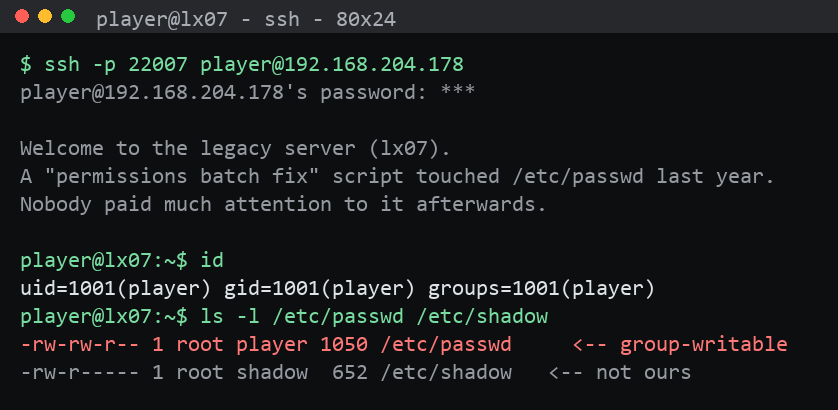 player@lx07 - ssh - 80x24
$ ssh -p 22007 player@192.168.204.178
player@192.168.204.178's password: ***
Welcome to the legacy server (lx07).
A "permissions batch fix" script touched /etc/passwd last year.
Nobody paid much attention to it afterwards.
player@lx07:~$ id
uid=1001(player) gid=1001(player) groups=1001(player)
player@lx07:~$ ls -l /etc/passwd /etc/shadow
-rw-rw-r-- 1 root player 1050 /etc/passwd     <-- group-writable
-rw-r----- 1 root shadow  652 /etc/shadow   <-- not ours